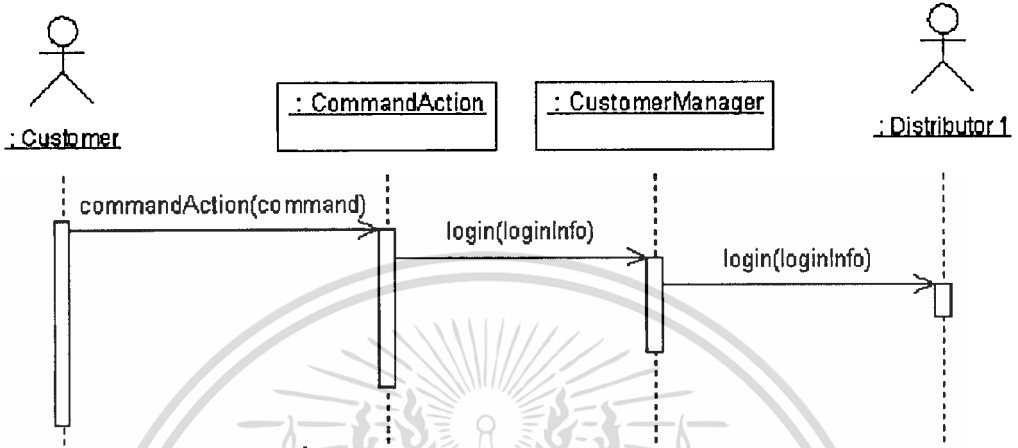 : CommandAction
: CustomerManager
: Customer
: Distributor 1
commandAction(command)
login(loginInfo)
login(loginInfo)